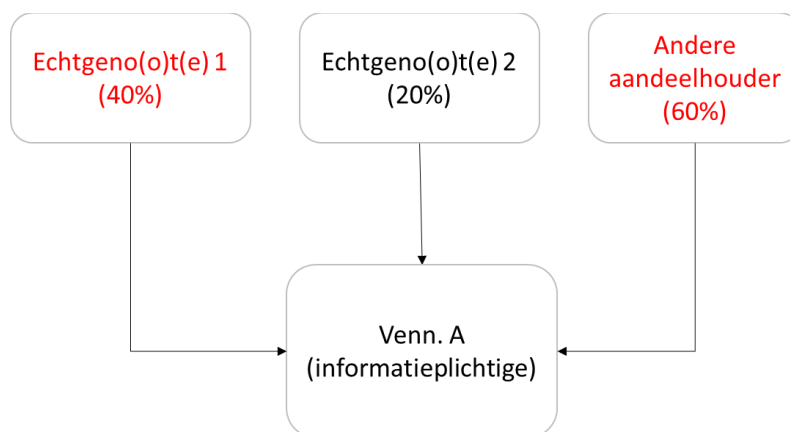 Echtgeno(o)t(e) 1
(40%)
Echtgeno(o)t(e) 2
(20%)
Andere
aandeelhouder
(60%)
Venn. A
(informatieplichtige)